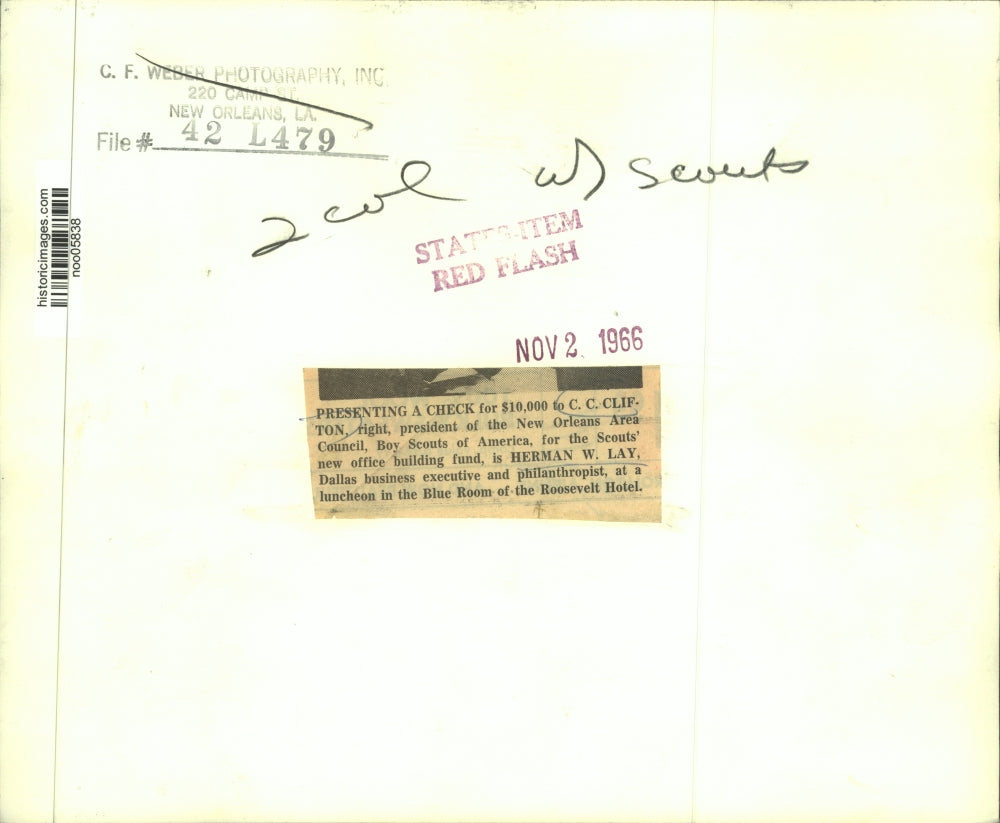 C. F. WEBER PHOTOGRAPHY, INC.
220 CAMP ST.
NEW ORLEANS, LA.
File # 42 L479
2 col w/ Scouts
STATES-ITEM
RED FLASH
historicimages.com
noo05838
NOV 2 1966
PRESENTING A CHECK for $10,000 to C. C. CLIF-
TON, right, president of the New Orleans Area
Council, Boy Scouts of America, for the Scouts'
new office building fund, is HERMAN W. LAY,
Dallas business executive and philanthropist, at a
luncheon in the Blue Room of the Roosevelt Hotel.